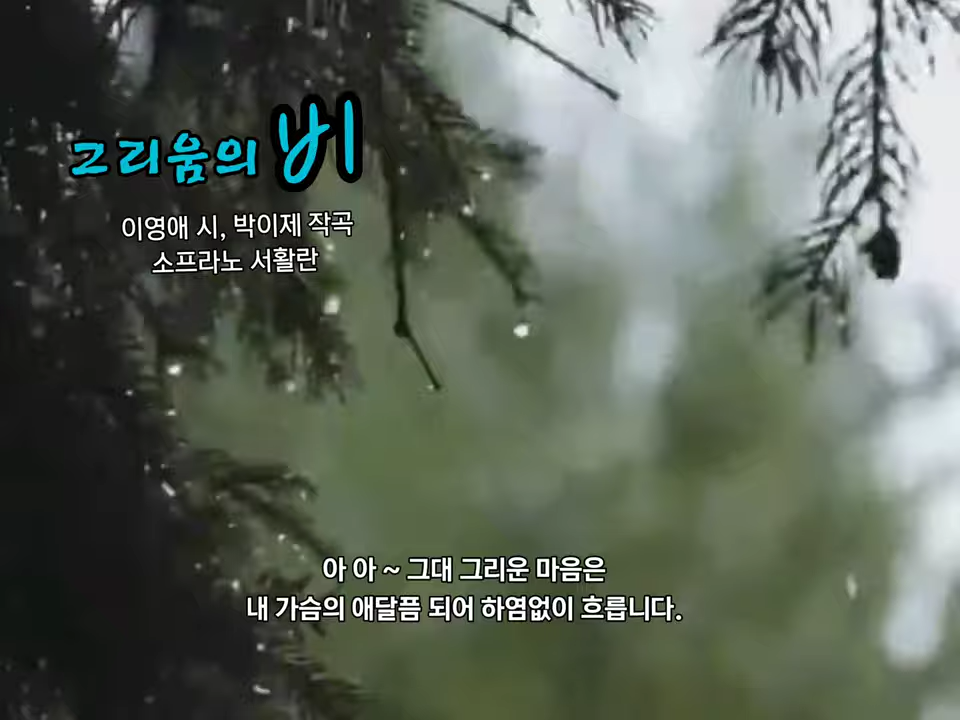 그리움의 비
이영애 시, 박이제 작곡
소프라노 서활란
아 아 ~ 그대 그리운 마음은
내 가슴의 애달픔 되어 하염없이 흐릅니다.